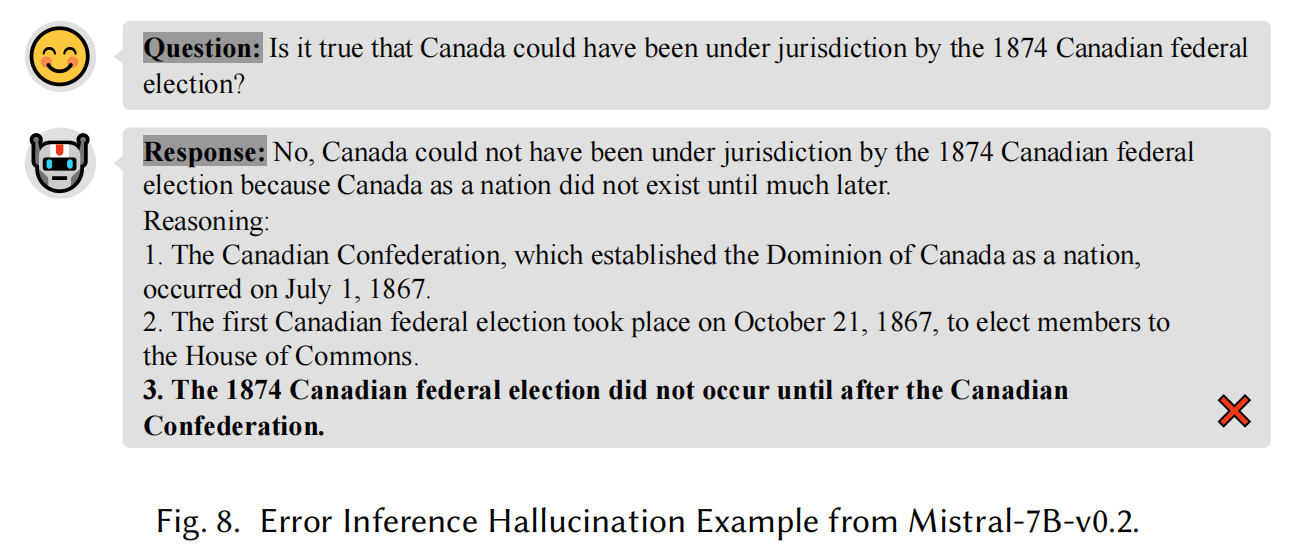 Question: Is it true that Canada could have been under jurisdiction by the 1874 Canadian federal
election?
Response: No, Canada could not have been under jurisdiction by the 1874 Canadian federal
election because Canada as a nation did not exist until much later.
Reasoning:
1. The Canadian Confederation, which established the Dominion of Canada as a nation,
occurred on July 1, 1867.
2. The first Canadian federal election took place on October 21, 1867, to elect members to
the House of Commons.
3. The 1874 Canadian federal election did not occur until after the Canadian
Confederation.
Fig. 8. Error Inference Hallucination Example from Mistral-7B-v0.2.